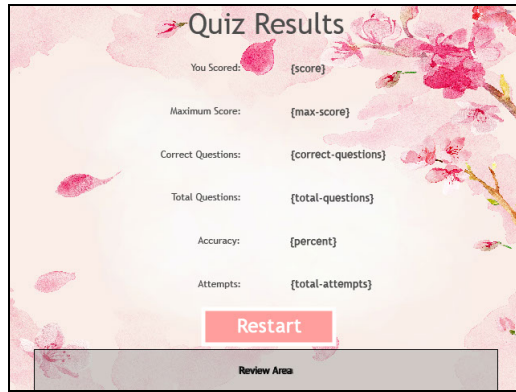 Quiz Results
You Scored: {score}
Maximum Score: {max-score}
Correct Questions: {correct-questions}
Total Questions: {total-questions}
Accuracy: {percent}
Attempts: {total-attempts}
Restart
Review Area